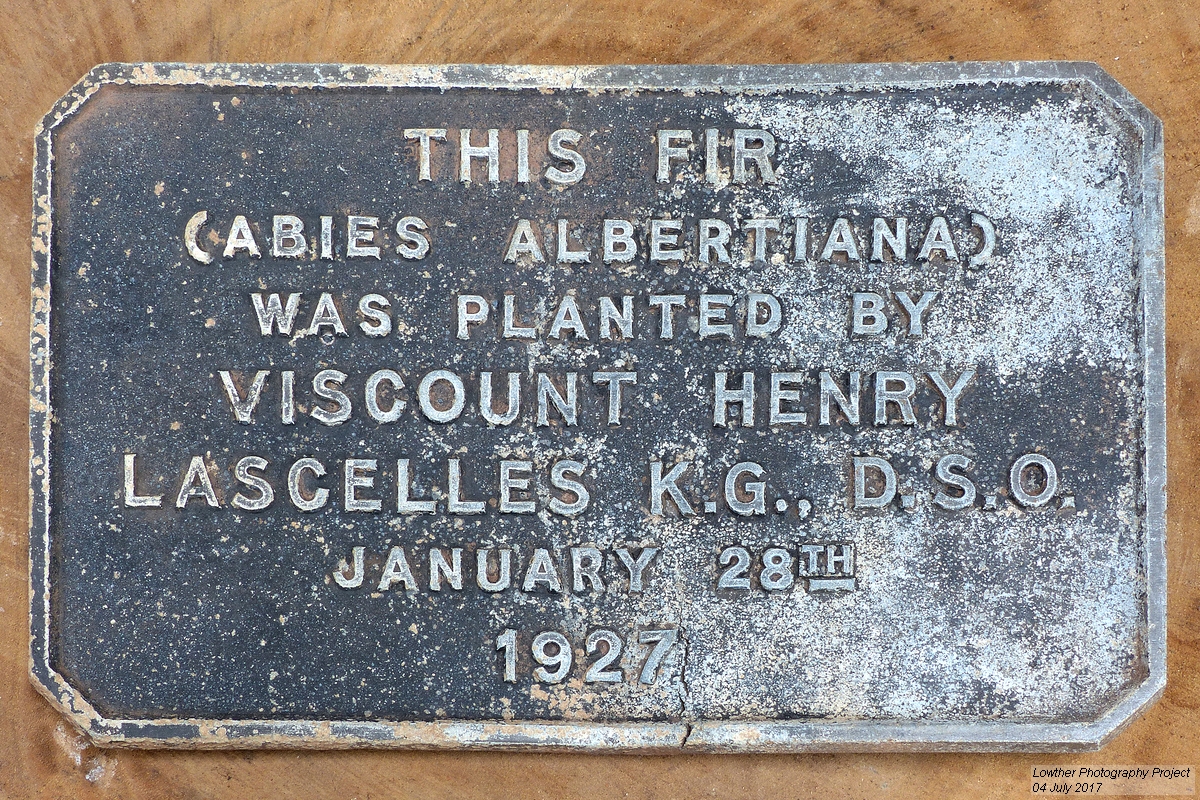 THIS FIR
(ABIES ALBERTIANA)
WAS PLANTED BY
VISCOUNT HENRY
LASCELLES K.G., D.S.O.
JANUARY 28TH
1927
Lowther Photography Project
04 July 2017